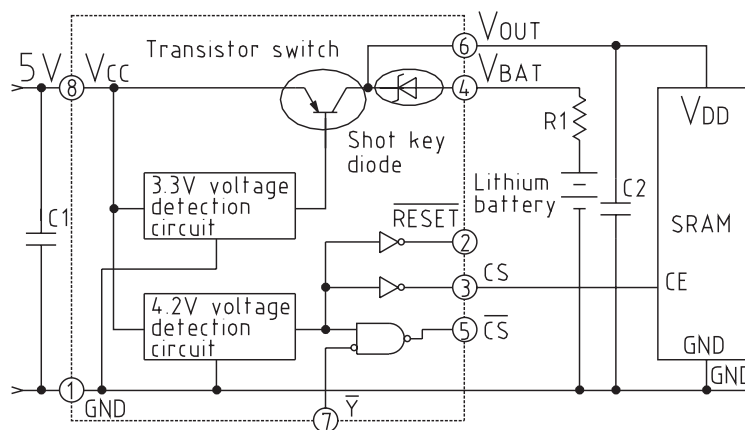 5V
8
VCC
Transistor switch
6
VOUT
4
VBAT
Shot key
diode
R1
VDD
3.3V voltage
detection
circuit
C1
Lithium
battery
C2
SRAM
RESET
2
CS
3
CE
4.2V voltage
detection
circuit
5
CS
GND
GND
1
GND
7
Y